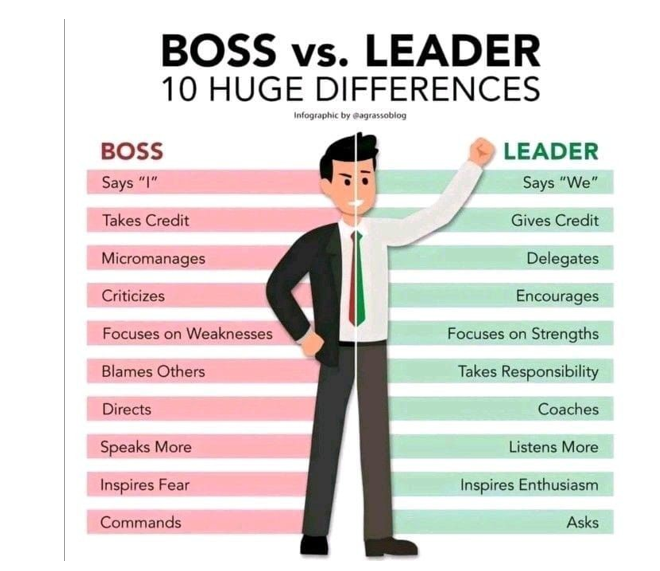 BOSS vs. LEADER
10 HUGE DIFFERENCES
Infographic by @agrassoblog
BOSS LEADER
Says "I" Says "We"
Takes Credit Gives Credit
Micromanages Delegates
Criticizes Encourages
Focuses on Weaknesses Focuses on Strengths
Blames Others Takes Responsibility
Directs Coaches
Speaks More Listens More
Inspires Fear Inspires Enthusiasm
Commands Asks